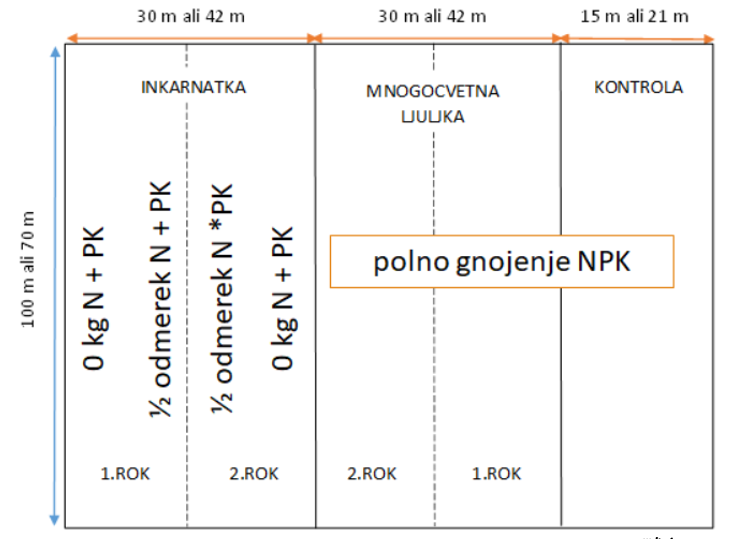 30 m ali 42 m
30 m ali 42 m
15 m ali 21 m
INKARNATKA
MNOGOCVETNA
LJULJKA
KONTROLA
100 m ali 70 m
0 kg N + PK
½ odmerek N + PK
½ odmerek N *PK
0 kg N + PK
polno gnojenje NPK
1.ROK
2.ROK
2.ROK
1.ROK